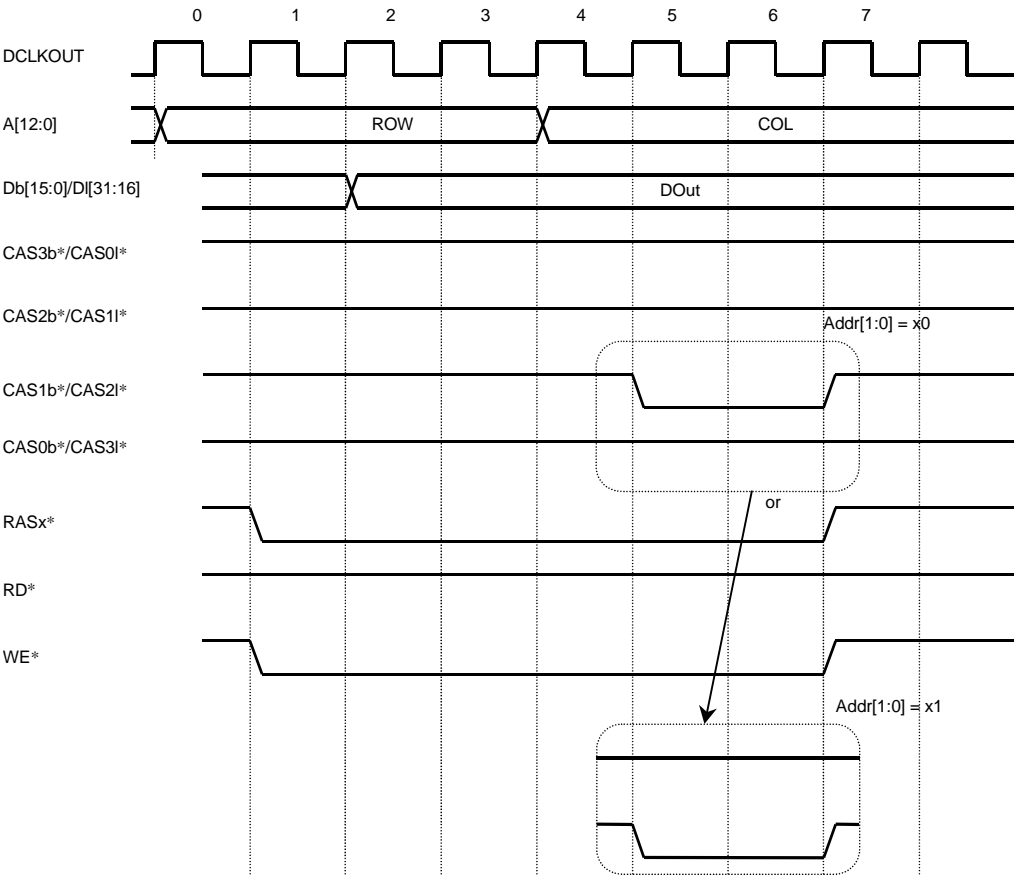 0 1 2 3 4 5 6 7
DCLKOUT
A[12:0] ROW COL
Db[15:0]/Dl[31:16] DOut
CAS3b*/CAS0l*
CAS2b*/CAS1l*
Addr[1:0] = x0
CAS1b*/CAS2l*
CAS0b*/CAS3l*
or
RASx*
RD*
WE*
Addr[1:0] = x1